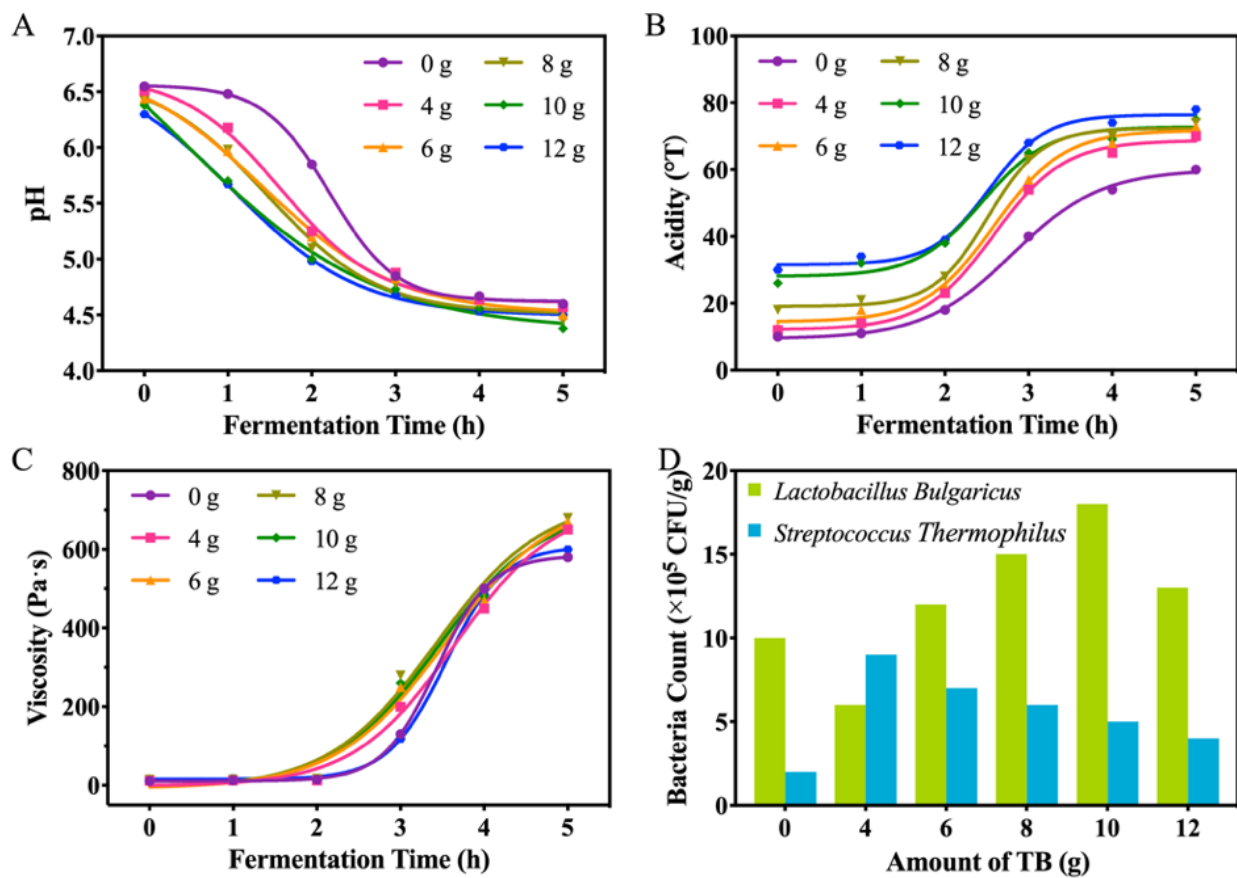 A
7.0
6.5
6.0
5.5
5.0
4.5
4.0
pH
0 g
8 g
4 g
10 g
6 g
12 g
0 1 2 3 4 5
Fermentation Time (h)
B
100
80
60
40
20
0
Acidity (°T)
0 g
8 g
4 g
10 g
6 g
12 g
0 1 2 3 4 5
Fermentation Time (h)
C
800
600
400
200
0
Viscosity (Pa·s)
0 g
8 g
4 g
10 g
6 g
12 g
0 1 2 3 4 5
Fermentation Time (h)
D
20
15
10
5
0
Bacteria Count (×10⁵ CFU/g)
Lactobacillus Bulgaricus
Streptococcus Thermophilus
0 4 6 8 10 12
Amount of TB (g)